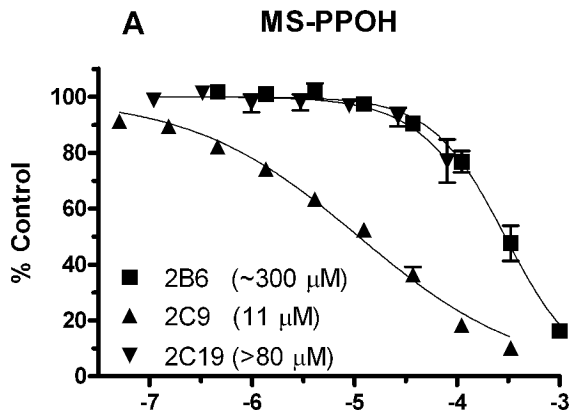 A MS-PPOH
100
80
60
40
20
0
% Control
2B6 (~300 µM)
2C9 (11 µM)
2C19 (>80 µM)
-7 -6 -5 -4 -3